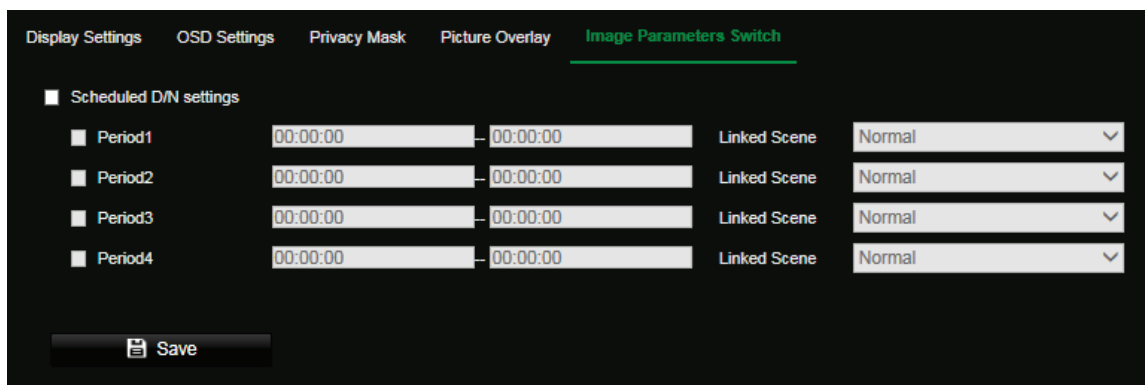 Display Settings OSD Settings Privacy Mask Picture Overlay Image Parameters Switch
Scheduled D/N settings
Period1 00:00:00 -- 00:00:00 Linked Scene Normal
Period2 00:00:00 -- 00:00:00 Linked Scene Normal
Period3 00:00:00 -- 00:00:00 Linked Scene Normal
Period4 00:00:00 -- 00:00:00 Linked Scene Normal
Save